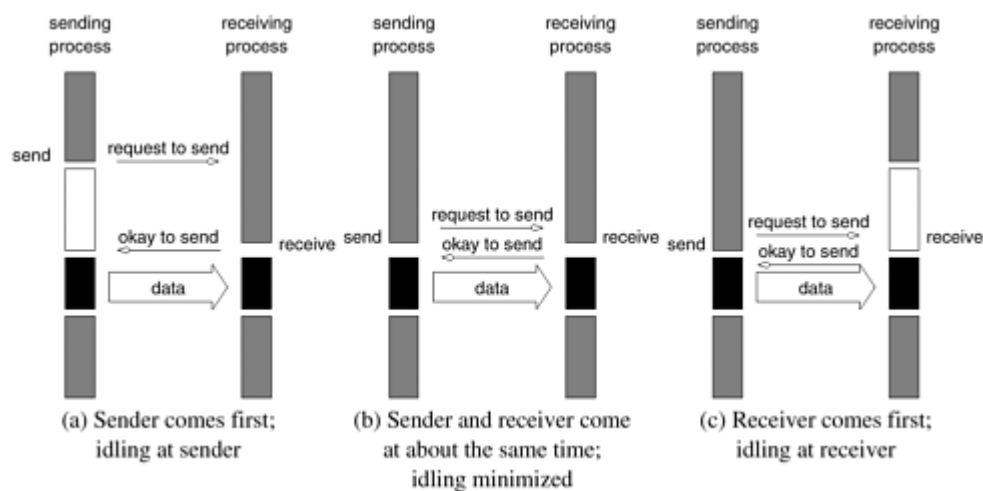 sending
process
receiving
process
send
request to send
okay to send
receive
data
(a) Sender comes first;
idling at sender
sending
process
receiving
process
request to send
send
okay to send
receive
data
(b) Sender and receiver come
at about the same time;
idling minimized
sending
process
receiving
process
request to send
send
okay to send
receive
data
(c) Receiver comes first;
idling at receiver